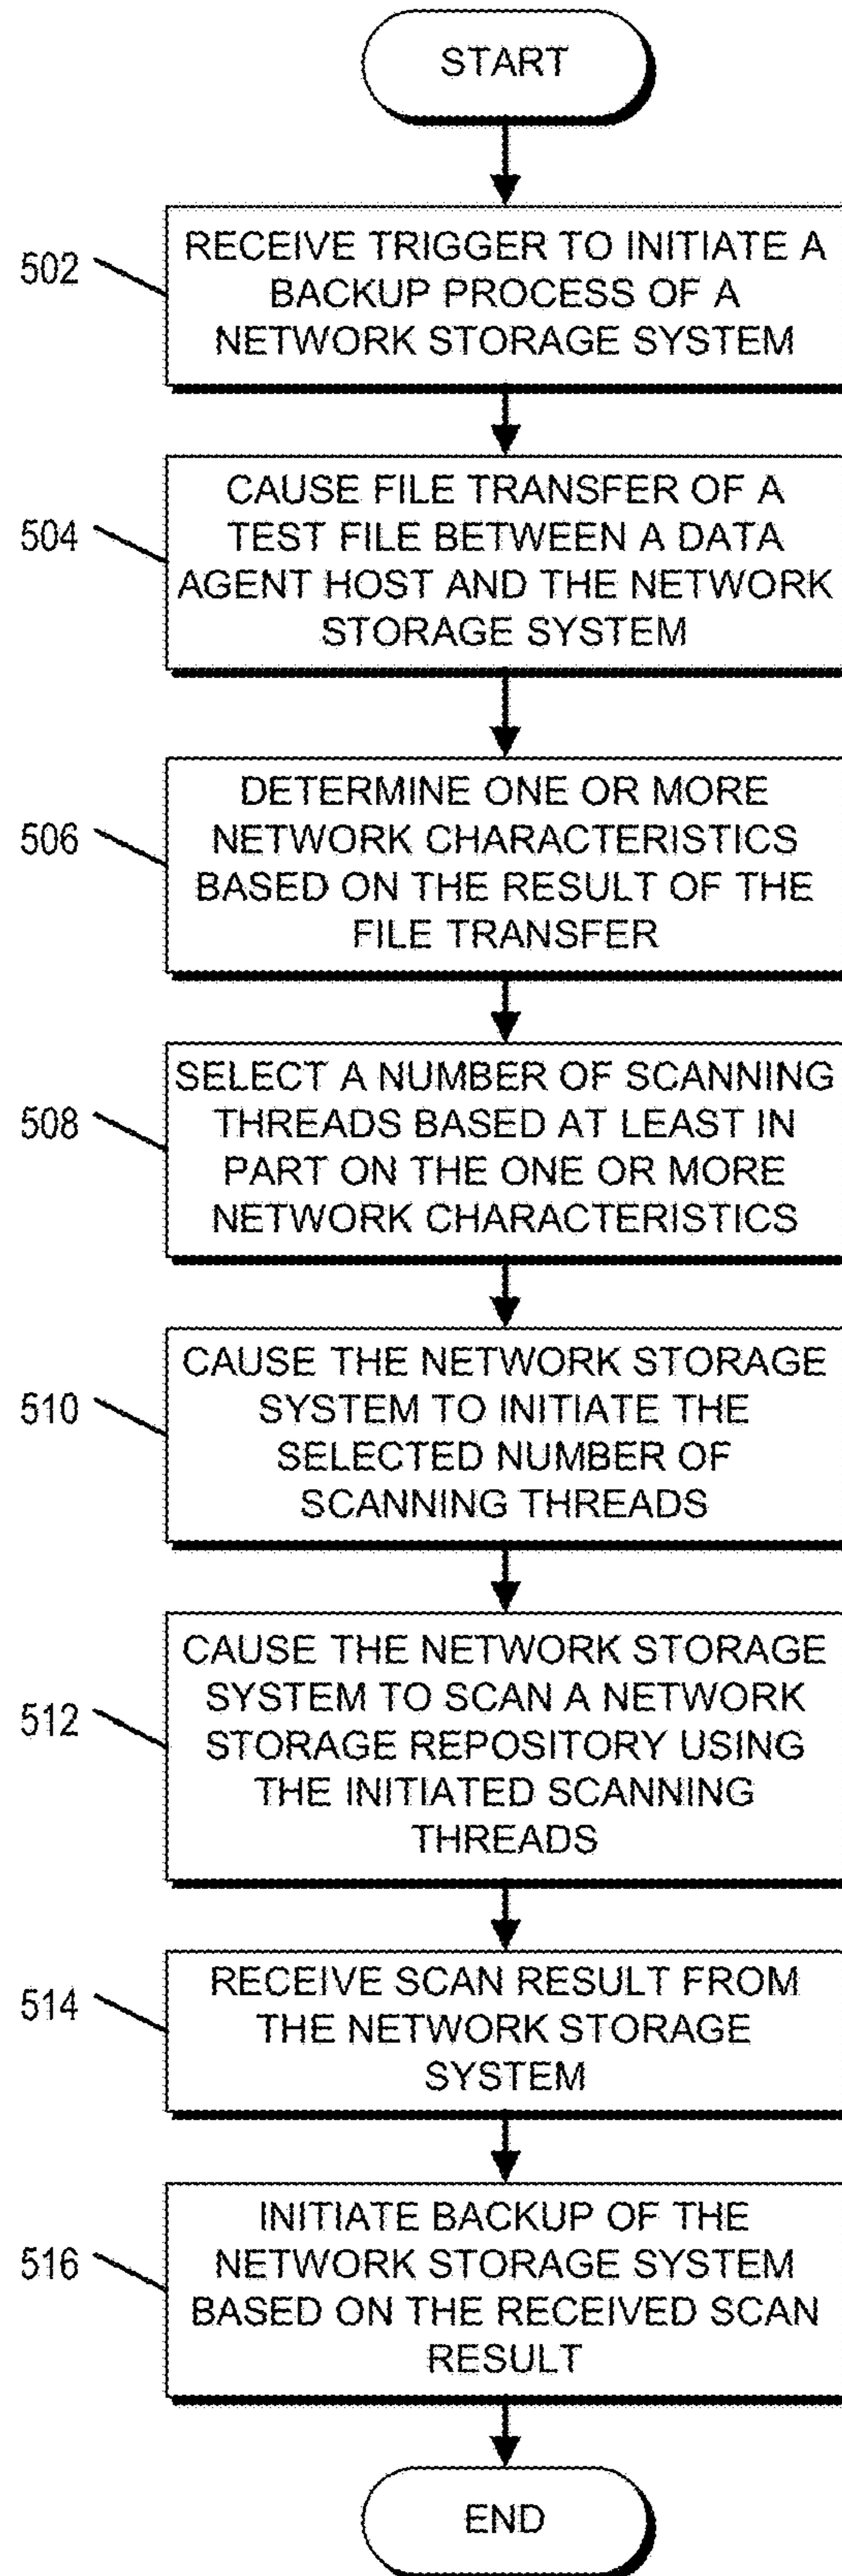 START
502
RECEIVE TRIGGER TO INITIATE A
BACKUP PROCESS OF A
NETWORK STORAGE SYSTEM
504
CAUSE FILE TRANSFER OF A
TEST FILE BETWEEN A DATA
AGENT HOST AND THE NETWORK
STORAGE SYSTEM
506
DETERMINE ONE OR MORE
NETWORK CHARACTERISTICS
BASED ON THE RESULT OF THE
FILE TRANSFER
508
SELECT A NUMBER OF SCANNING
THREADS BASED AT LEAST IN
PART ON THE ONE OR MORE
NETWORK CHARACTERISTICS
510
CAUSE THE NETWORK STORAGE
SYSTEM TO INITIATE THE
SELECTED NUMBER OF
SCANNING THREADS
512
CAUSE THE NETWORK STORAGE
SYSTEM TO SCAN A NETWORK
STORAGE REPOSITORY USING
THE INITIATED SCANNING
THREADS
514
RECEIVE SCAN RESULT FROM
THE NETWORK STORAGE
SYSTEM
516
INITIATE BACKUP OF THE
NETWORK STORAGE SYSTEM
BASED ON THE RECEIVED SCAN
RESULT
END